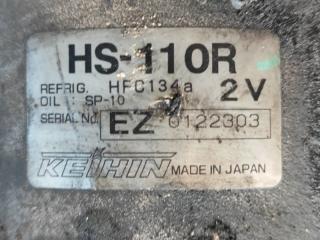 HS-110R
REFRIG. HFC134a 2V
OIL: SP-10
SERIAL No. EZ 0122303
KEIHIN MADE IN JAPAN